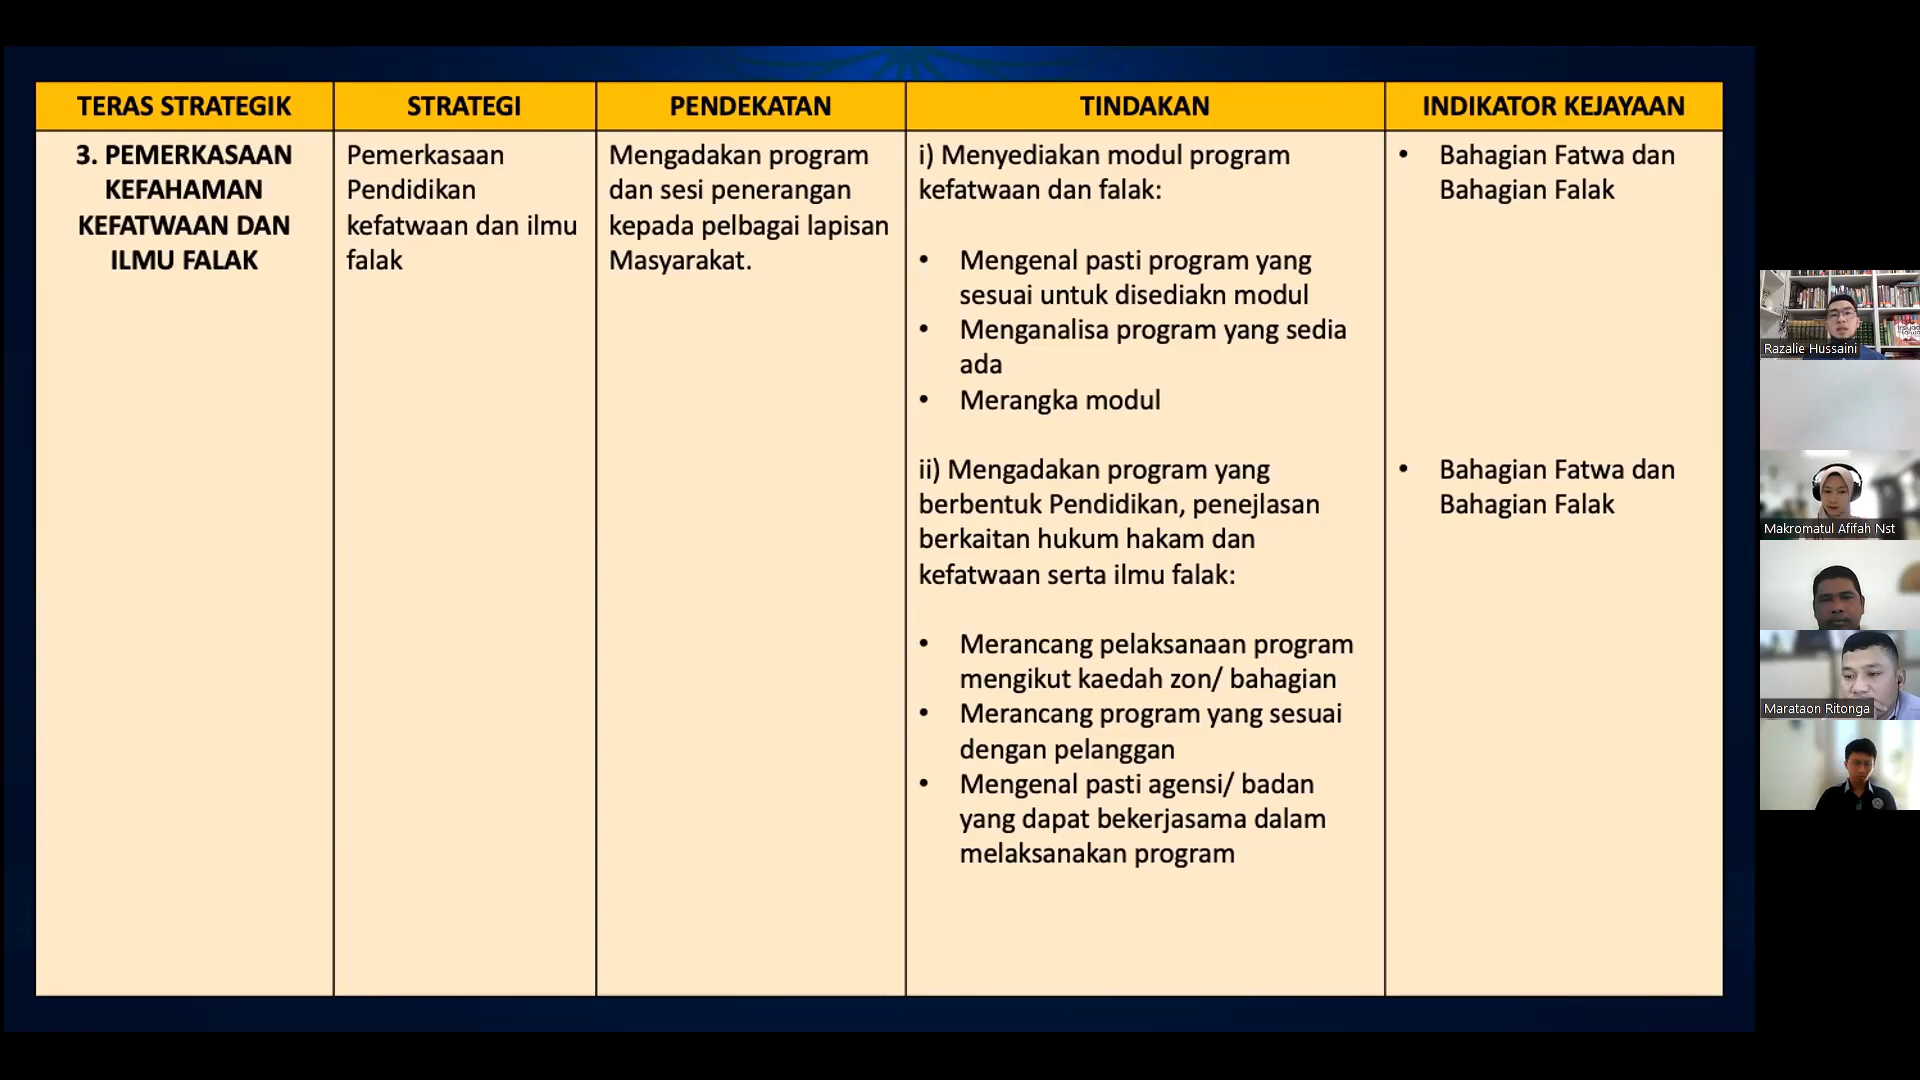 TERAS STRATEGIK
STRATEGI
PENDEKATAN
TINDAKAN
INDIKATOR KEJAYAAN
3. PEMERKASAAN
KEFAHAMAN
KEFATWAAN DAN
ILMU FALAK
Pemerkasaan
Pendidikan
kefatwaan dan ilmu
falak
Mengadakan program
dan sesi penerangan
kepada pelbagai lapisan
Masyarakat.
i) Menyediakan modul program
kefatwaan dan falak:
• Mengenal pasti program yang
sesuai untuk disediakn modul
• Menganalisa program yang sedia
ada
• Merangka modul
ii) Mengadakan program yang
berbentuk Pendidikan, penejlasan
berkaitan hukum hakam dan
kefatwaan serta ilmu falak:
• Merancang pelaksanaan program
mengikut kaedah zon/ bahagian
• Merancang program yang sesuai
dengan pelanggan
• Mengenal pasti agensi/ badan
yang dapat bekerjasama dalam
melaksanakan program
• Bahagian Fatwa dan
Bahagian Falak
• Bahagian Fatwa dan
Bahagian Falak
Razalie Hussaini
Makromatul Afifah Nst
Marataon Ritonga